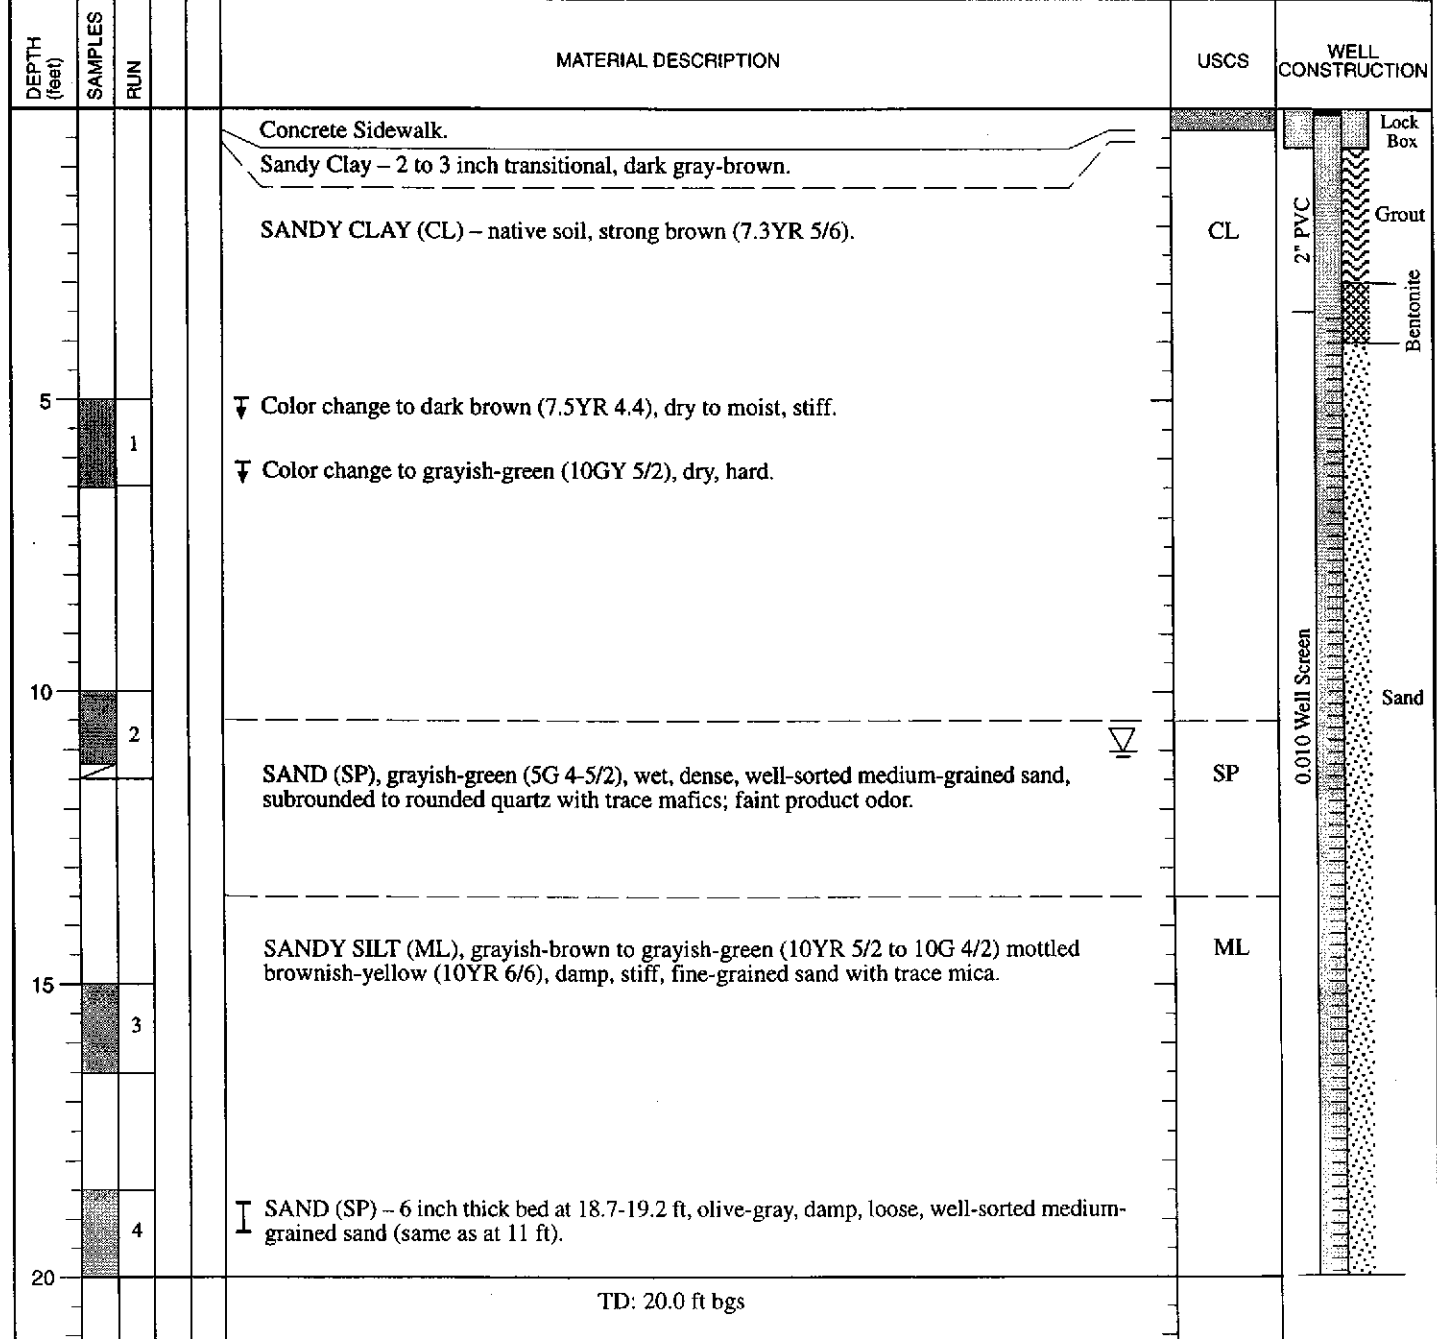 DEPTH
(feet)
SAMPLES
RUN
MATERIAL DESCRIPTION
USCS
WELL
CONSTRUCTION
Concrete Sidewalk.
Lock
Box
Sandy Clay – 2 to 3 inch transitional, dark gray-brown.
SANDY CLAY (CL) – native soil, strong brown (7.3YR 5/6).
CL
2" PVC
Grout
Bentonite
5
Color change to dark brown (7.5YR 4.4), dry to moist, stiff.
1
Color change to grayish-green (10GY 5/2), dry, hard.
10
2
0.010 Well Screen
Sand
SAND (SP), grayish-green (5G 4-5/2), wet, dense, well-sorted medium-grained sand,
subrounded to rounded quartz with trace mafics; faint product odor.
SP
SANDY SILT (ML), grayish-brown to grayish-green (10YR 5/2 to 10G 4/2) mottled
brownish-yellow (10YR 6/6), damp, stiff, fine-grained sand with trace mica.
ML
15
3
SAND (SP) – 6 inch thick bed at 18.7-19.2 ft, olive-gray, damp, loose, well-sorted medium-
grained sand (same as at 11 ft).
4
20
TD: 20.0 ft bgs